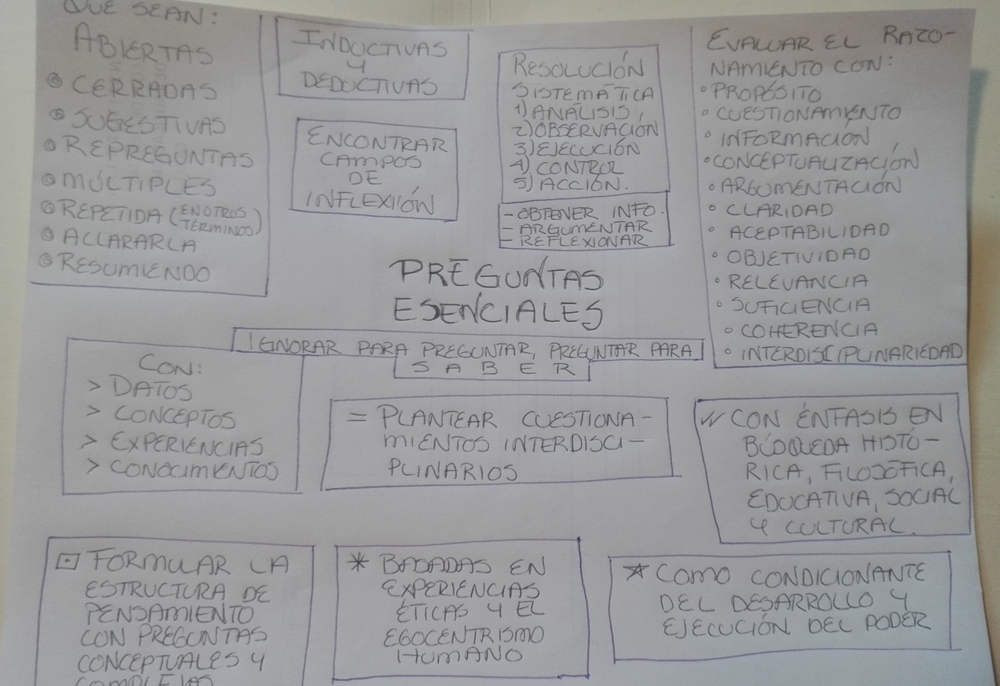 QUE SEAN:
ABIERTAS
CERRADAS
SUGESTIVAS
REPREGUNTAS
MÚLTIPLES
REPETIDA (EN OTROS
TÉRMINOS)
ACLARARLA
RESUMIENDO
INDUCTIVAS
Y
DEDUCTIVAS
ENCONTRAR
CAMPOS
DE
INFLEXIÓN
RESOLUCIÓN
SISTEMÁTICA
1) ANÁLISIS,
2) OBSERVACIÓN
3) EJECUCIÓN
4) CONTROL
5) ACCIÓN.
- OBTENER INFO.
- ARGUMENTAR
- REFLEXIONAR
EVALUAR EL RAZO-
NAMIENTO CON:
° PROPÓSITO
° CUESTIONAMIENTO
° INFORMACIÓN
° CONCEPTUALIZACIÓN
° ARGUMENTACIÓN
° CLARIDAD
° ACEPTABILIDAD
° OBJETIVIDAD
° RELEVANCIA
° SUFICIENCIA
° COHERENCIA
° INTERDISCIPLINARIEDAD
PREGUNTAS
ESENCIALES
IGNORAR PARA PREGUNTAR, PREGUNTAR PARA
SABER
CON:
> DATOS
> CONCEPTOS
> EXPERIENCIAS
> CONOCIMIENTOS
= PLANTEAR CUESTIONA-
MIENTOS INTERDISCI-
PLINARIOS
CON ÉNFASIS EN
BÚSQUEDA HISTÓ-
RICA, FILOSÓFICA,
EDUCATIVA, SOCIAL
Y CULTURAL.
FORMULAR LA
ESTRUCTURA DE
PENSAMIENTO
CON PREGUNTAS
CONCEPTUALES Y
COMPLEJAS
* BASADAS EN
EXPERIENCIAS
ÉTICAS Y EL
EGOCENTRISMO
HUMANO
☆ COMO CONDICIONANTE
DEL DESARROLLO Y
EJECUCIÓN DEL PODER